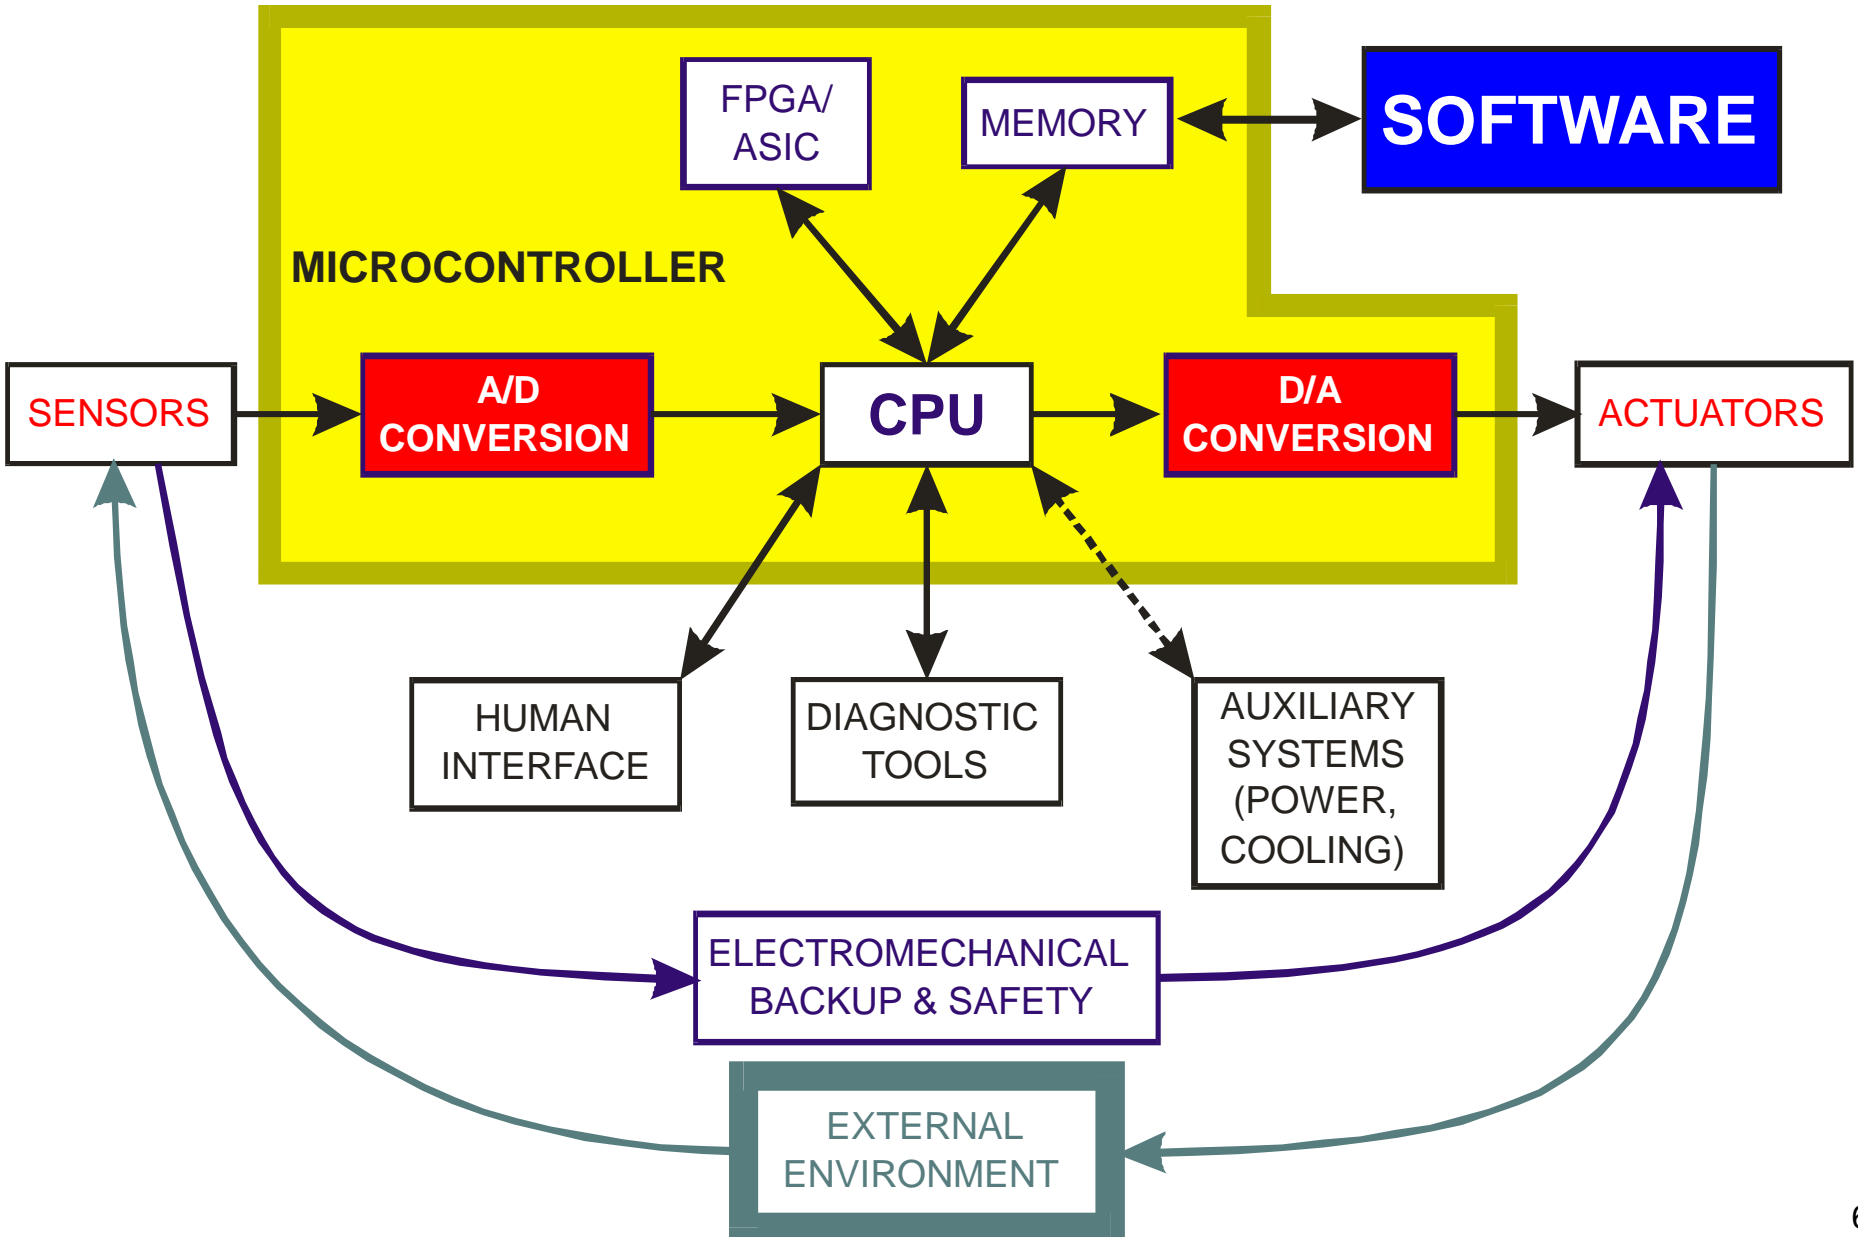 FPGA/
ASIC
MEMORY
SOFTWARE
MICROCONTROLLER
SENSORS
A/D
CONVERSION
CPU
D/A
CONVERSION
ACTUATORS
HUMAN
INTERFACE
DIAGNOSTIC
TOOLS
AUXILIARY
SYSTEMS
(POWER,
COOLING)
ELECTROMECHANICAL
BACKUP & SAFETY
EXTERNAL
ENVIRONMENT